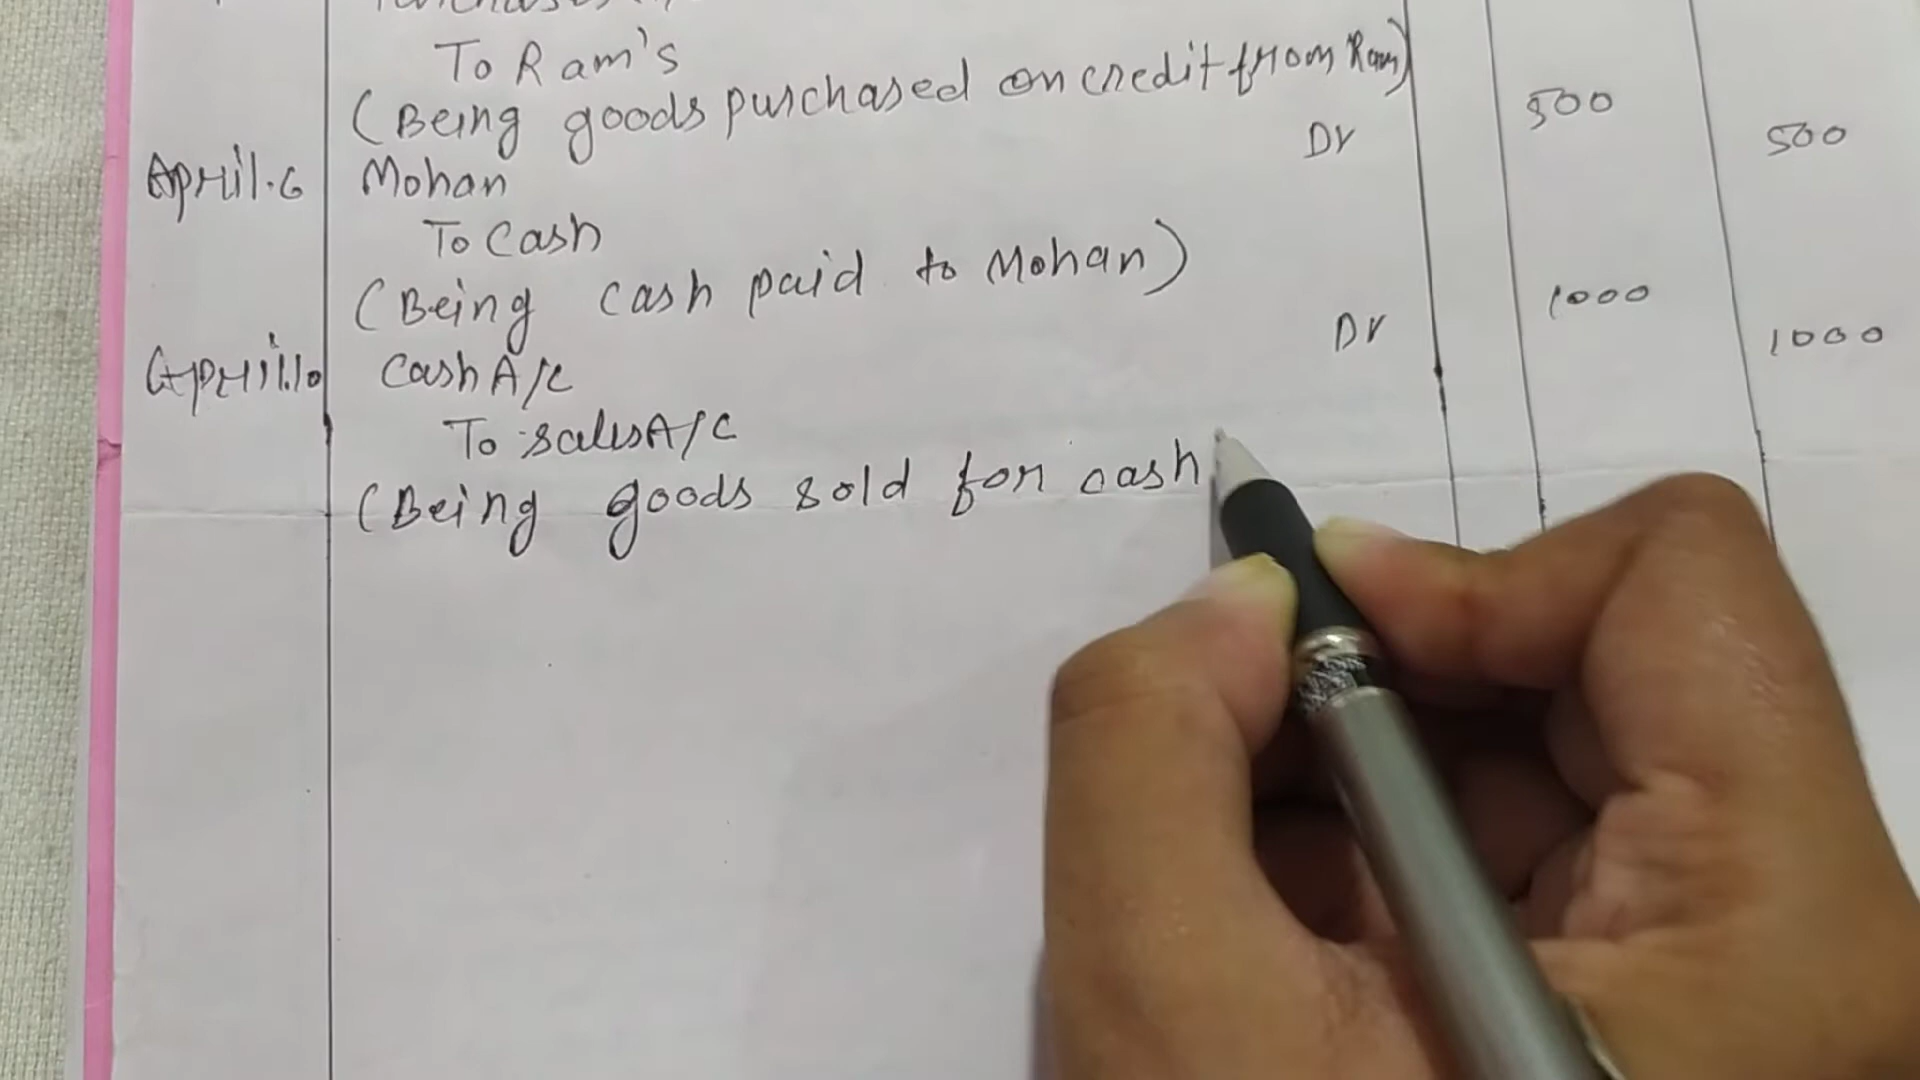 To Ram's
(Being goods purchased on credit from Ram)
April.6 Mohan Dr 500 500
To Cash
(Being cash paid to Mohan)
April.10 Cash A/c Dr 1000 1000
To sales A/C
(Being goods sold for cash